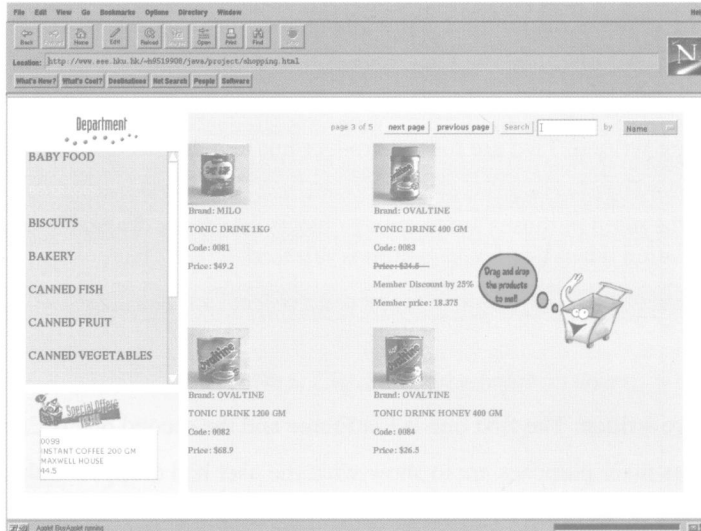 File Edit View Go Bookmarks Options Directory Window
Back Home Edit Reload Open Print Find
Location: http://www.eee.hku.hk/~h9519908/java/project/shopping.html
What's New? What's Cool? Destinations Net Search People Software
Department
page 3 of 5 next page previous page Search by Name
BABY FOOD
BISCUITS
BAKERY
CANNED FISH
CANNED FRUIT
CANNED VEGETABLES
Brand: MILO
TONIC DRINK 1KG
Code: 0081
Price: $49.2
Brand: OVALTINE
TONIC DRINK 400 GM
Code: 0083
Price: $24.5
Member Discount by 25%
Member price: 18.375
Drag and drop
the products
to me!!
Ovaltine
Brand: OVALTINE
TONIC DRINK 1200 GM
Code: 0082
Price: $68.9
Brand: OVALTINE
TONIC DRINK HONEY 400 GM
Code: 0084
Price: $26.5
Special Offers
0099
INSTANT COFFEE 200 GM
MAXWELL HOUSE
44.5
N